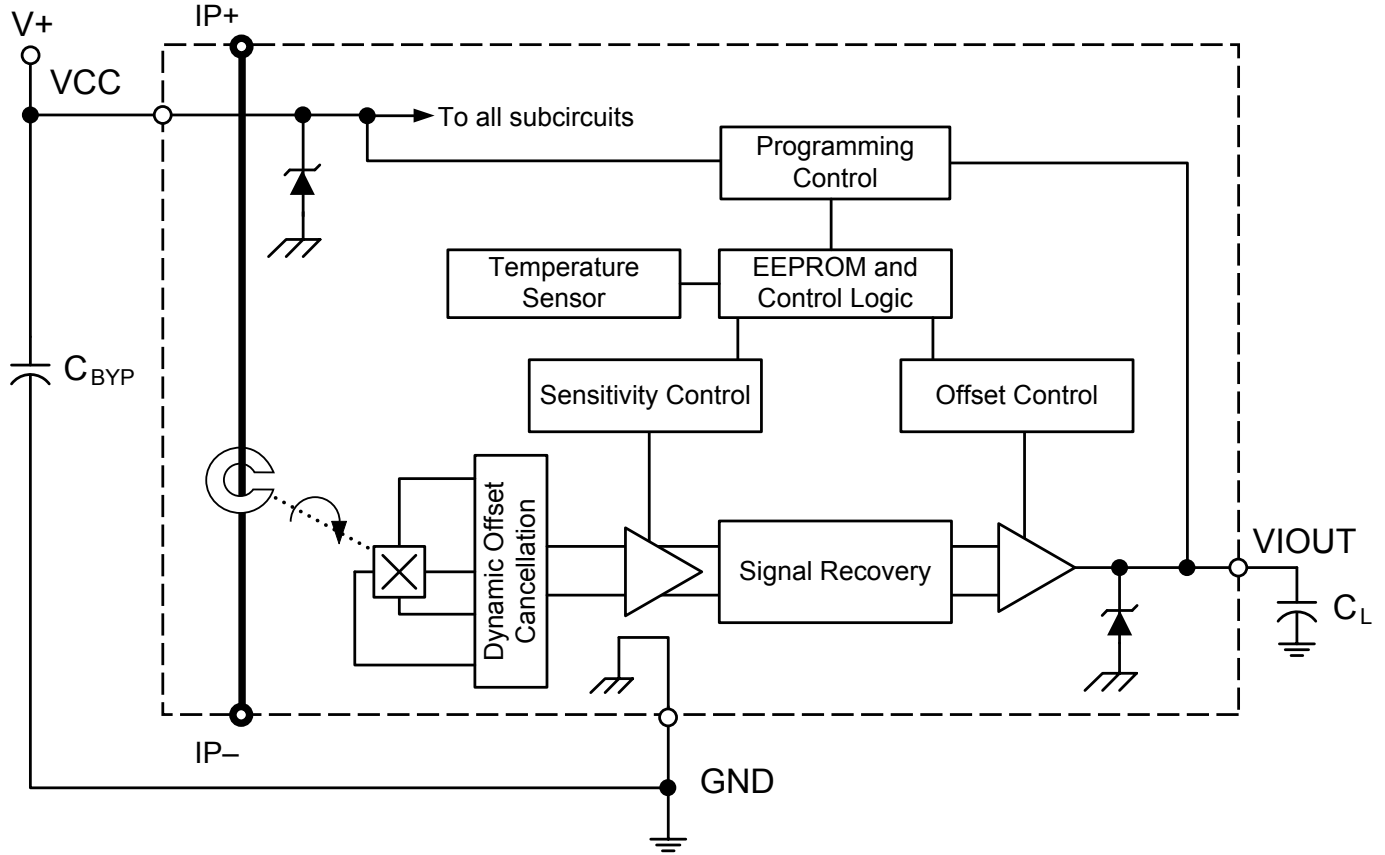 V+
IP+
VCC
To all subcircuits
Programming
Control
Temperature
Sensor
EEPROM and
Control Logic
CBYP
Sensitivity Control
Offset Control
Dynamic Offset
Cancellation
Signal Recovery
VIOUT
CL
IP–
GND